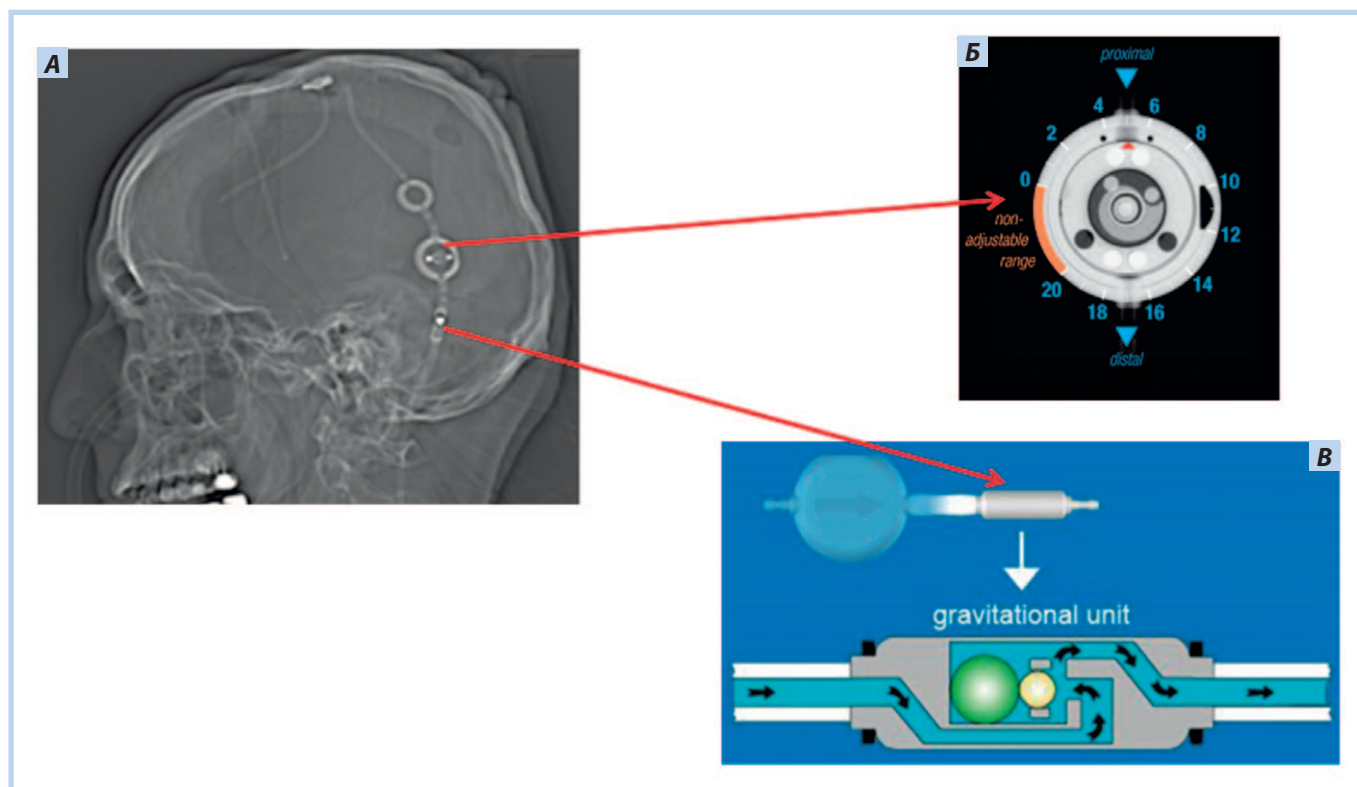 А
Б
proximal
4 6
2 8
0 10
non-
adjustable
range
12
20 14
18 16
distal
В
gravitational unit